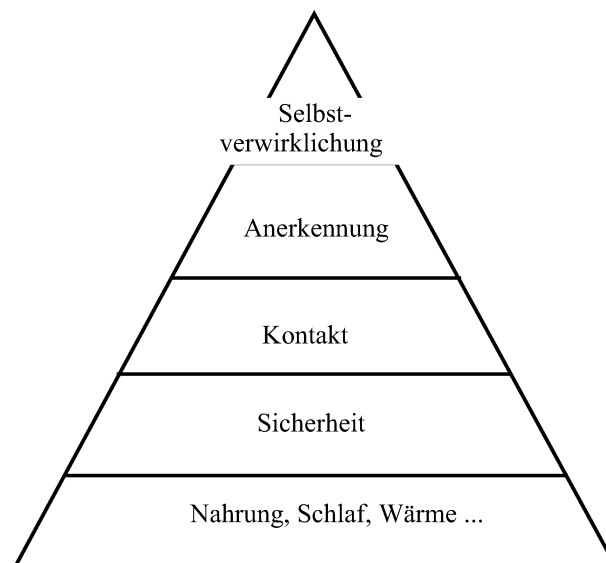 Selbst-
verwirklichung
Anerkennung
Kontakt
Sicherheit
Nahrung, Schlaf, Wärme ...